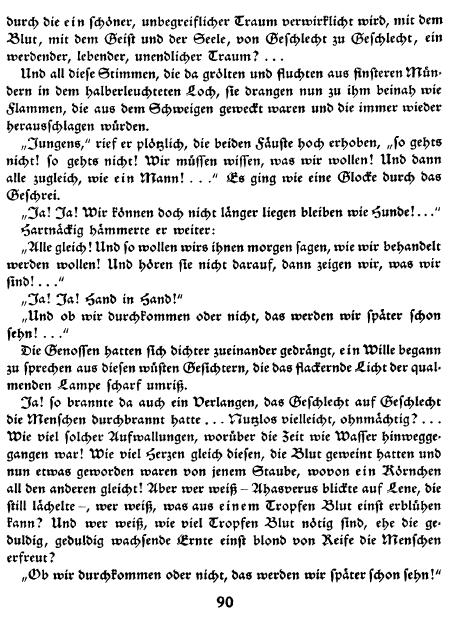 durch die ein schöner, unbegreiflicher Traum verwirklicht wird, mit dem
Blut, mit dem Geist und der Seele, von Geschlecht zu Geschlecht, ein
werdender, lebender, unendlicher Traum? . . .
Und all diese Stimmen, die da grölten und fluchten aus finsteren Mün-
dern in dem halberleuchteten Loch, sie drangen nun zu ihm beinah wie
Flammen, die aus dem Schweigen geweckt waren und die immer wieder
herausschlagen würden.
„Jungens,“ rief er plötzlich, die beiden Fäuste hoch erhoben, „so gehts
nicht! so gehts nicht! Wir müssen wissen, was wir wollen! Und dann
alle zugleich, wie ein Mann! . . .“ Es ging wie eine Glocke durch das
Geschrei.
„Ja! Ja! Wir können doch nicht länger liegen bleiben wie Hunde! . . .“
Hartnäckig hämmerte er weiter:
„Alle gleich! Und so wollen wirs ihnen morgen sagen, wie wir behandelt
werden wollen! Und hören sie nicht darauf, dann zeigen wir, was wir
sind! . . .“
„Ja! Ja! Hand in Hand!“
„Und ob wir durchkommen oder nicht, das werden wir später schon
sehn! . . .“
Die Genossen hatten sich dichter zueinander gedrängt, ein Wille begann
zu sprechen aus diesen wüsten Gesichtern, die das flackernde Licht der qual-
menden Lampe scharf umriß.
Ja! so brannte da auch ein Verlangen, das Geschlecht auf Geschlecht
die Menschen durchbrannt hatte . . . Nutzlos vielleicht, ohnmächtig? . . .
Wie viel solcher Aufwallungen, worüber die Zeit wie Wasser hinwegge-
gangen war! Wie viel Herzen gleich diesen, die Blut geweint hatten und
nun etwas geworden waren von jenem Staube, wovon ein Körnchen
all den anderen gleicht! Aber wer weiß – Ahasverus blickte auf Lene, die
still lächelte –, wer weiß, was aus einem Tropfen Blut einst erblühen
kann? Und wer weiß, wie viel Tropfen Blut nötig sind, ehe die ge-
duldig, geduldig wachsende Ernte einst blond von Reife die Menschen
erfreut?
„Ob wir durchkommen oder nicht, das werden wir später schon sehn!“
90